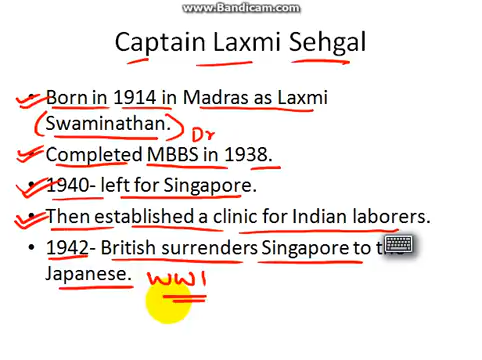 www.Bandicam.com
Captain Laxmi Sehgal
• Born in 1914 in Madras as Laxmi
(Swaminathan.) Dr
• Completed MBBS in 1938.
• 1940- left for Singapore.
• Then established a clinic for Indian laborers.
• 1942- British surrenders Singapore to the
Japanese. WW1